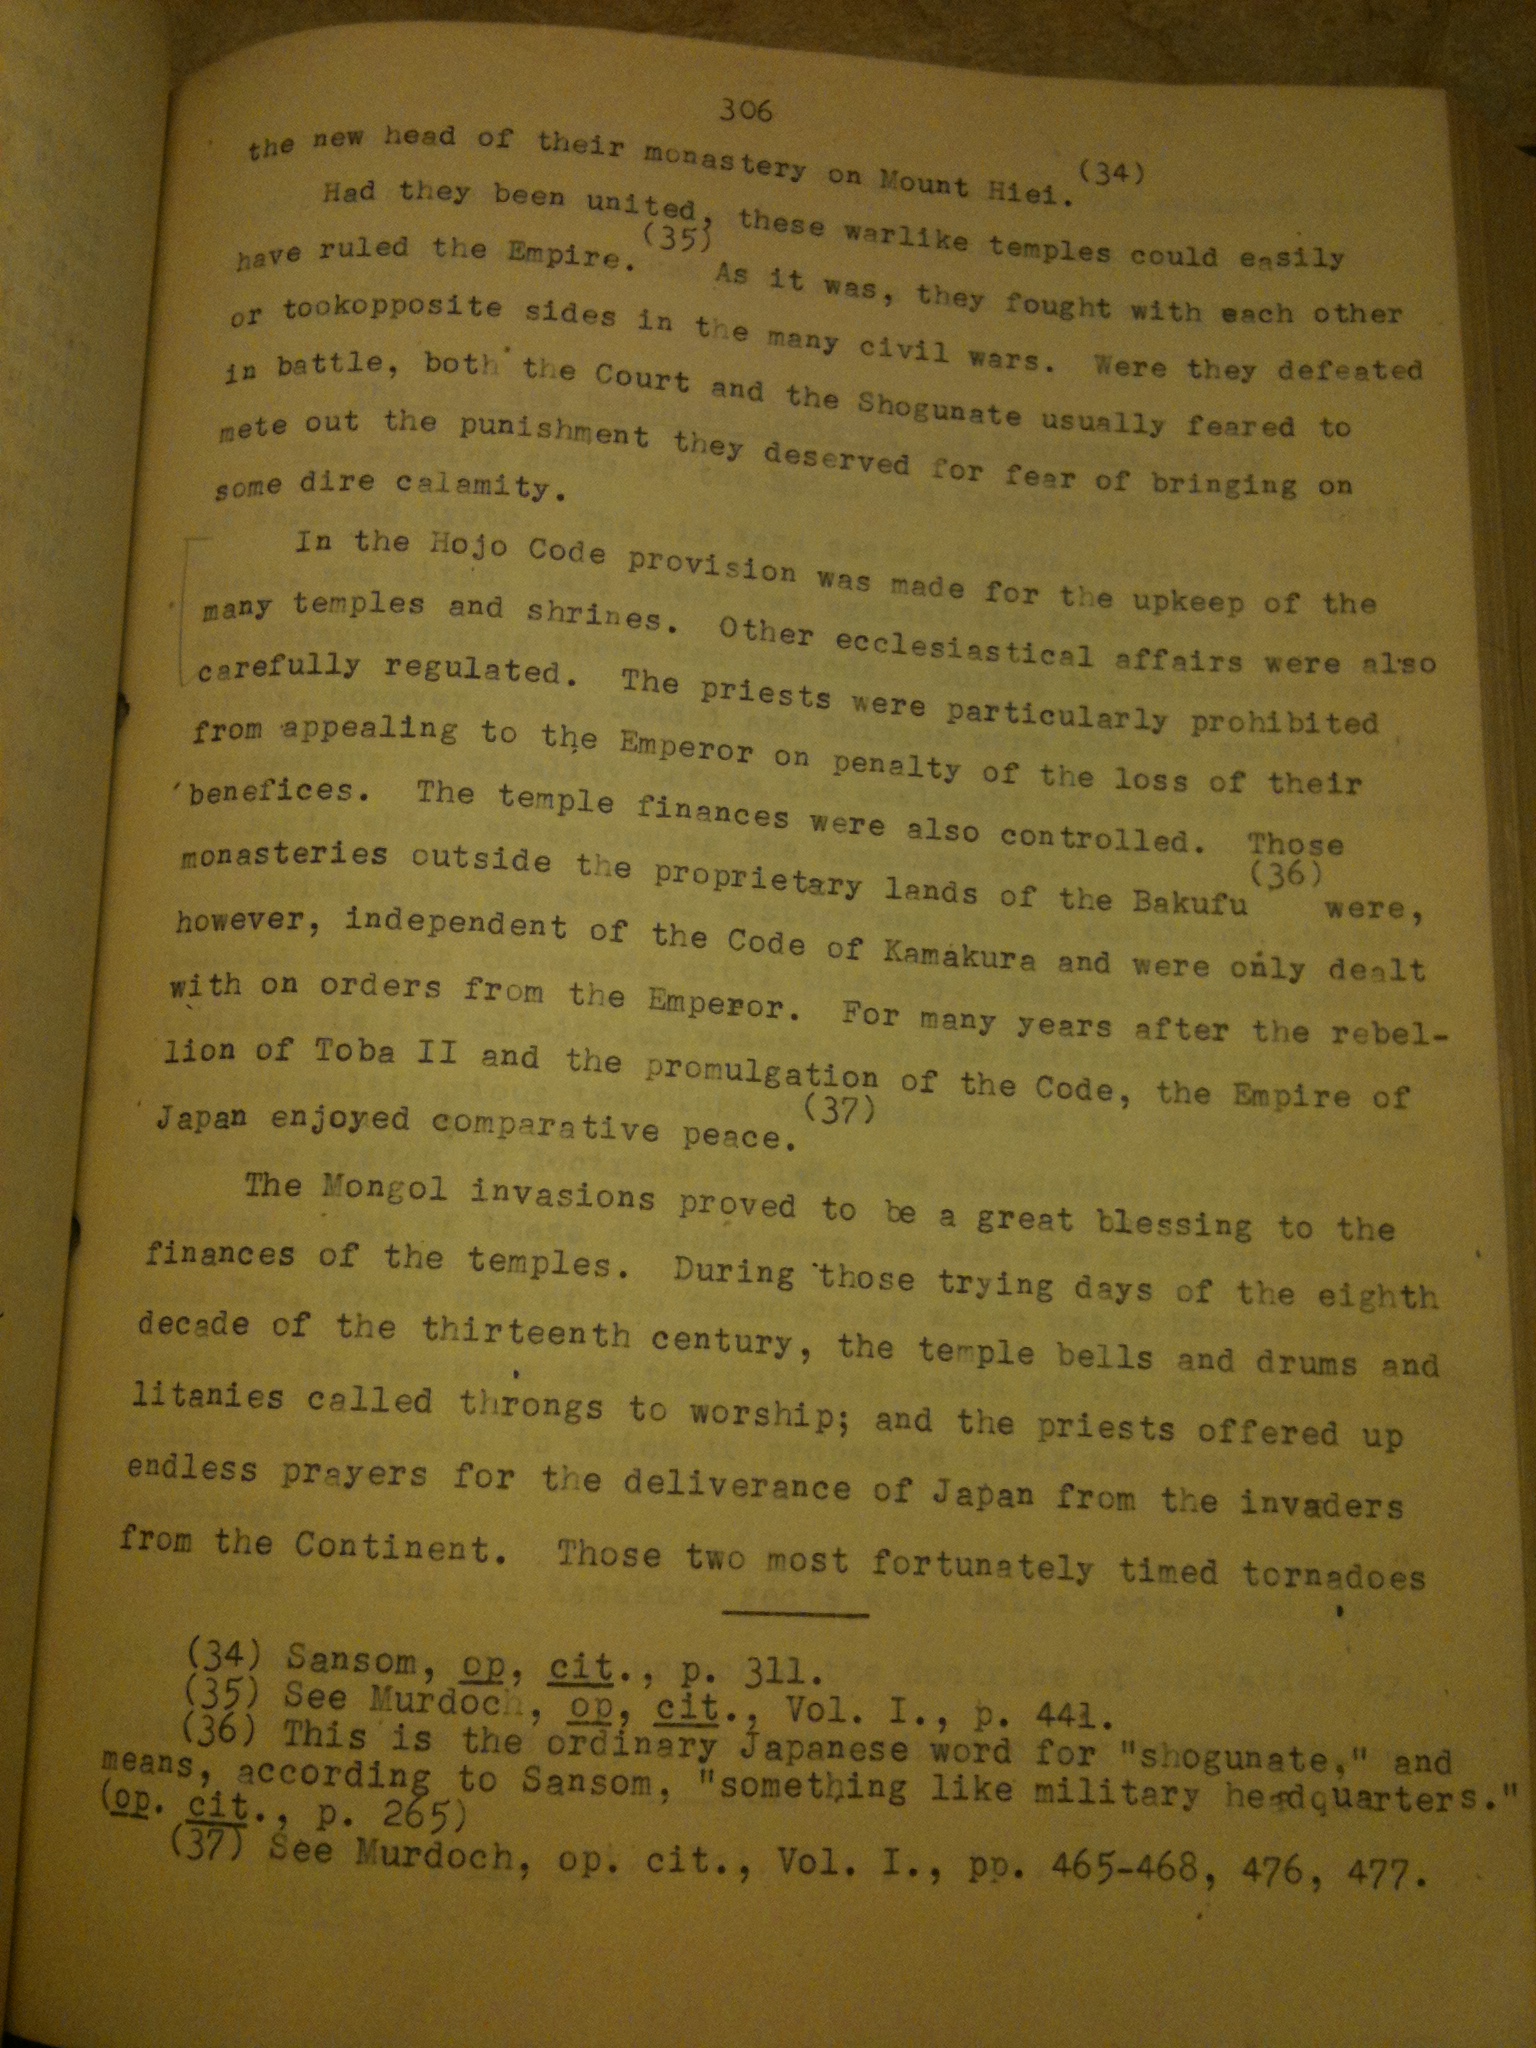 306
the new head of their monastery on Mount Hiei. (34)
Had they been united, these warlike temples could easily
have ruled the Empire. (35) As it was, they fought with each other
or tookopposite sides in the many civil wars. Were they defeated
in battle, both the Court and the Shogunate usually feared to
mete out the punishment they deserved for fear of bringing on
some dire calamity.
In the Hojo Code provision was made for the upkeep of the
many temples and shrines. Other ecclesiastical affairs were also
carefully regulated. The priests were particularly prohibited
from appealing to the Emperor on penalty of the loss of their
benefices. The temple finances were also controlled. Those
monasteries outside the proprietary lands of the Bakufu (36) were,
however, independent of the Code of Kamakura and were only dealt
with on orders from the Emperor. For many years after the rebel-
lion of Toba II and the promulgation of the Code, the Empire of
Japan enjoyed comparative peace. (37)
The Mongol invasions proved to be a great blessing to the
finances of the temples. During those trying days of the eighth
decade of the thirteenth century, the temple bells and drums and
litanies called throngs to worship; and the priests offered up
endless prayers for the deliverance of Japan from the invaders
from the Continent. Those two most fortunately timed tornadoes
(34) Sansom, op, cit., p. 311.
(35) See Murdoch, op, cit., Vol. I., p. 441.
(36) This is the ordinary Japanese word for "shogunate," and
means, according to Sansom, "something like military headquarters."
(op. cit., p. 265)
(37) See Murdoch, op. cit., Vol. I., pp. 465-468, 476, 477.